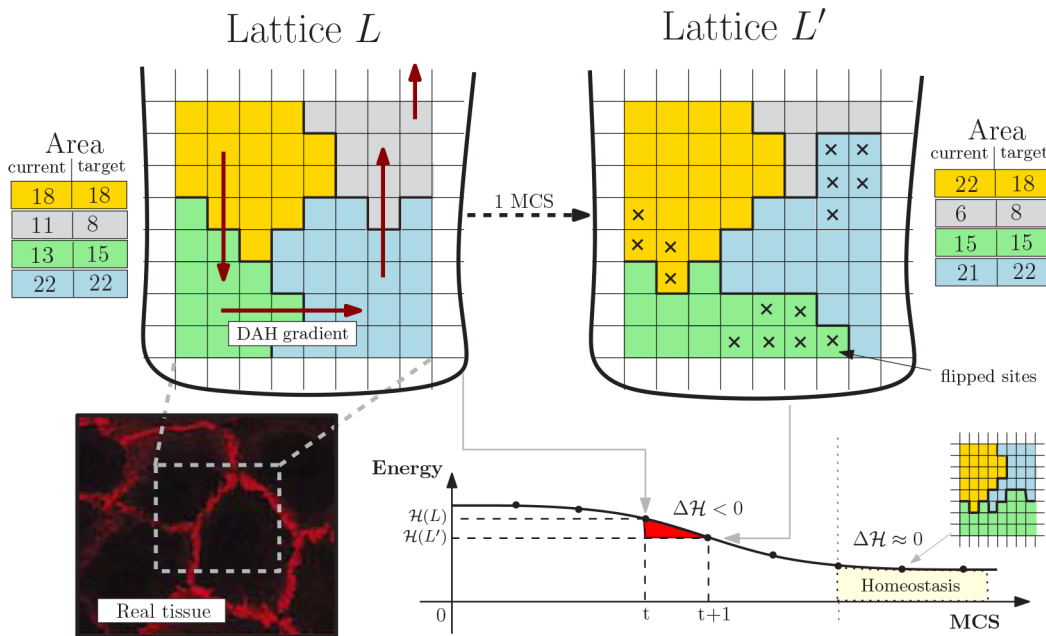 Lattice L
Lattice L′
Area
current target
18 18
11 8
13 15
22 22
1 MCS
DAH gradient
Area
current target
22 18
6 8
15 15
21 22
flipped sites
Real tissue
Energy
H(L)
H(L′)
ΔH < 0
ΔH ≈ 0
Homeostasis
0
t
t+1
MCS